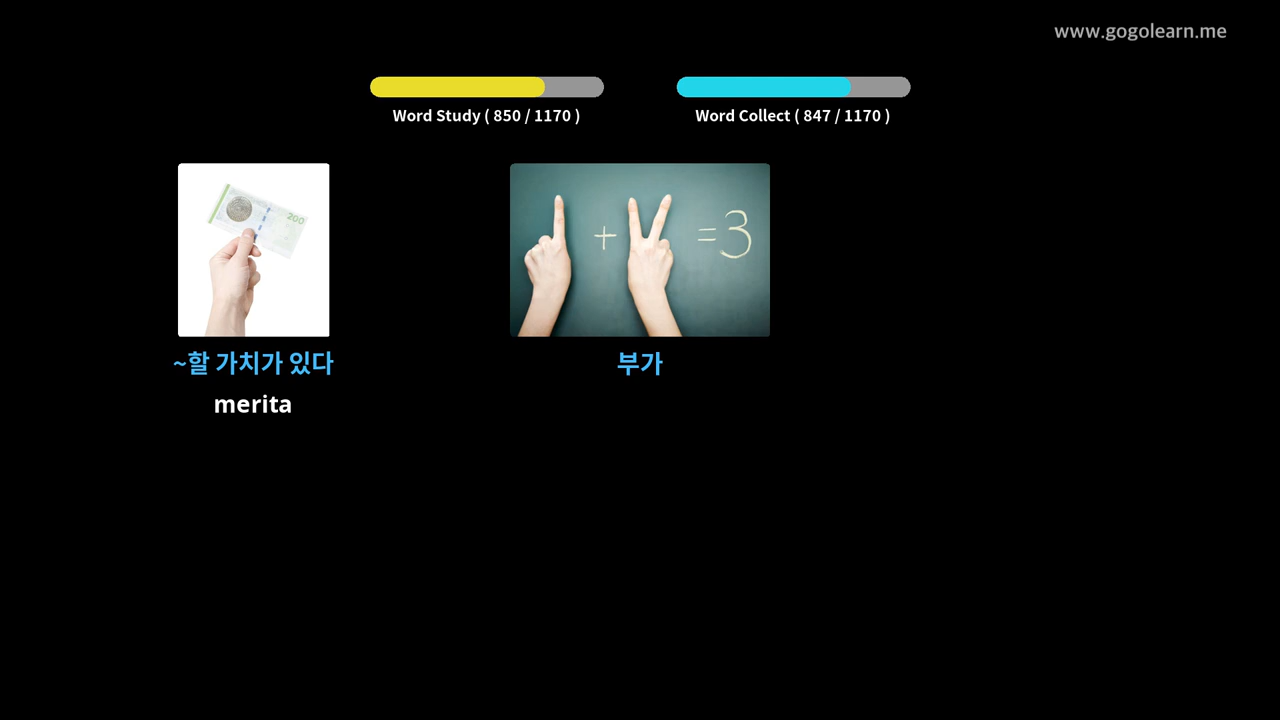 www.gogolearn.me
Word Study ( 850 / 1170 )
Word Collect ( 847 / 1170 )
200
+ = 3
~할 가치가 있다
부가
merita